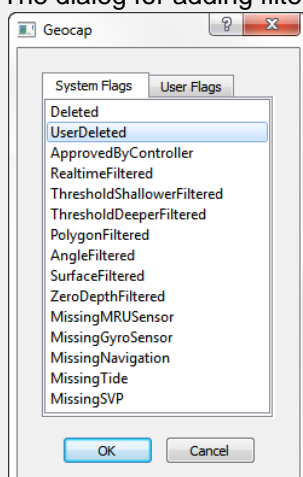 The dialog for adding filte
Geocap
System Flags User Flags
Deleted
UserDeleted
ApprovedByController
RealtimeFiltered
ThresholdShallowerFiltered
ThresholdDeeperFiltered
PolygonFiltered
AngleFiltered
SurfaceFiltered
ZeroDepthFiltered
MissingMRUSensor
MissingGyroSensor
MissingNavigation
MissingTide
MissingSVP
OK Cancel